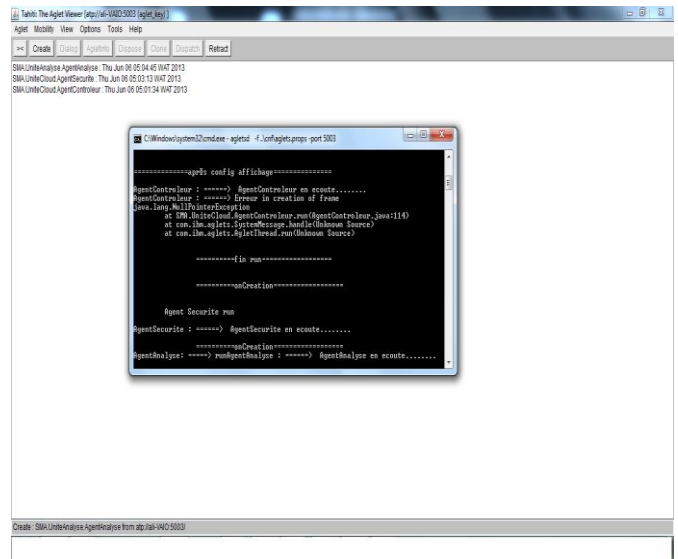 Tahiti: The Aglet Viewer [atp://ali-VAIO:5003 (aglet_key) ]
Aglet Mobility View Options Tools Help
>< Create Dialog AgletInfo Dispose Clone Dispatch Retract
SMA.UniteAnalyse.AgentAnalyse : Thu Jun 06 05:04:45 WAT 2013
SMA.UniteCloud.AgentSecurite : Thu Jun 06 05:03:13 WAT 2013
SMA.UniteCloud.AgentControleur : Thu Jun 06 05:01:34 WAT 2013
C:\Windows\system32\cmd.exe - agletsd -f..\cnf\aglets.props -port 5003
===============aprßs config affichage===============
AgentControleur : ======> AgentControleur en ecoute........
AgentControleur : ======> Erreur in creation of frame
java.lang.NullPointerException
at SMA.UniteCloud.AgentControleur.run(AgentControleur.java:114)
at com.ibm.aglets.SystemMessage.handle(Unknown Source)
at com.ibm.aglets.AgletThread.run(Unknown Source)
==========fin run==================
==========onCreation==================
Agent Securite run
AgentSecurite : ======> AgentSecurite en ecoute........
==========onCreation==================
AgentAnalyse: =====> runAgentAnalyse : ======> AgentAnalyse en ecoute........
Create : SMA.UniteAnalyse.AgentAnalyse from atp://ali-VAIO:5003/